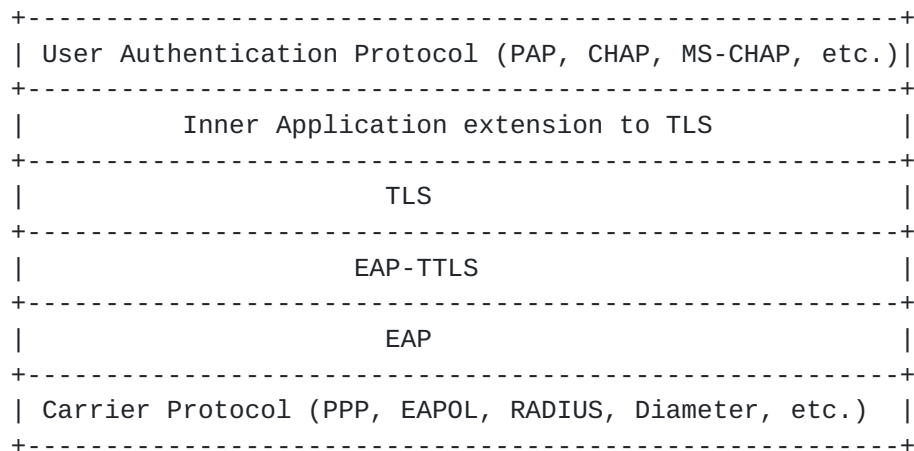 +--------------------------------------------------------+
| User Authentication Protocol (PAP, CHAP, MS-CHAP, etc.)|
+--------------------------------------------------------+
|          Inner Application extension to TLS            |
+--------------------------------------------------------+
|                       TLS                              |
+--------------------------------------------------------+
|                     EAP-TTLS                           |
+--------------------------------------------------------+
|                       EAP                              |
+--------------------------------------------------------+
| Carrier Protocol (PPP, EAPOL, RADIUS, Diameter, etc.)  |
+--------------------------------------------------------+